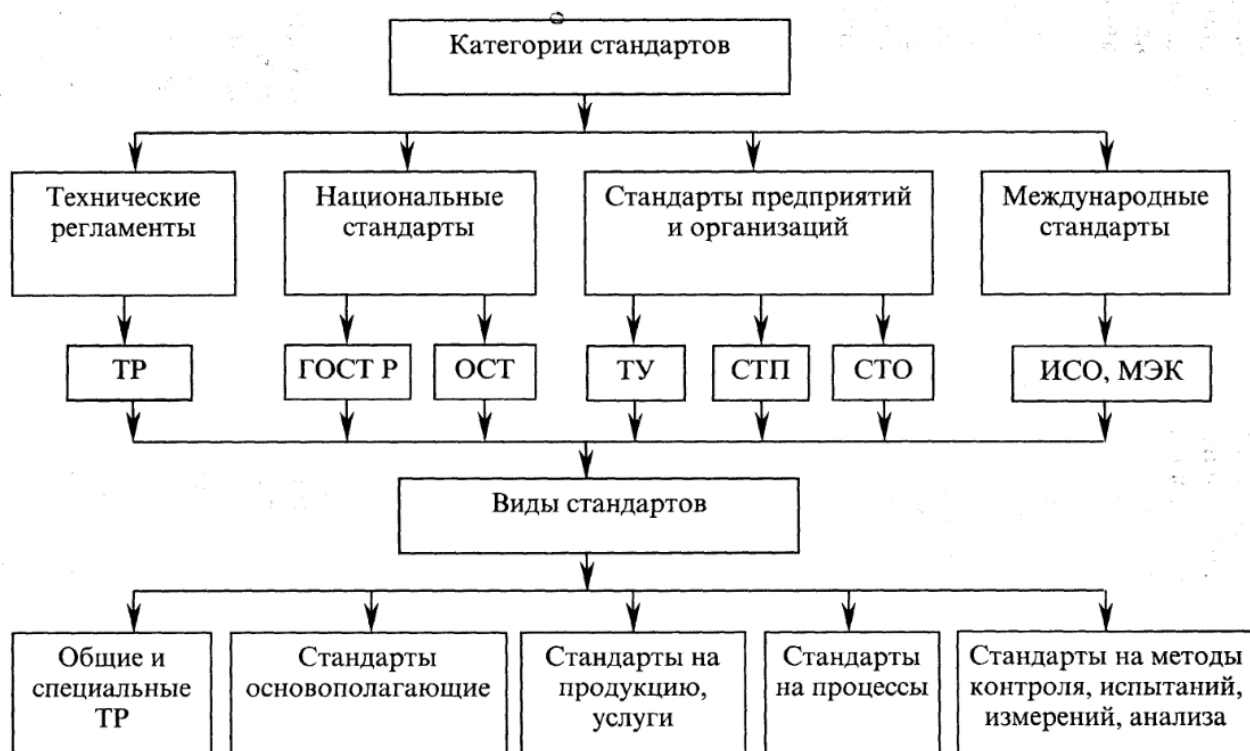 Категории стандартов
Технические
регламенты
Национальные
стандарты
Стандарты предприятий
и организаций
Международные
стандарты
ТР
ГОСТ Р
ОСТ
ТУ
СТП
СТО
ИСО, МЭК
Виды стандартов
Общие и
специальные
ТР
Стандарты
основополагающие
Стандарты на
продукцию,
услуги
Стандарты
на процессы
Стандарты на методы
контроля, испытаний,
измерений, анализа